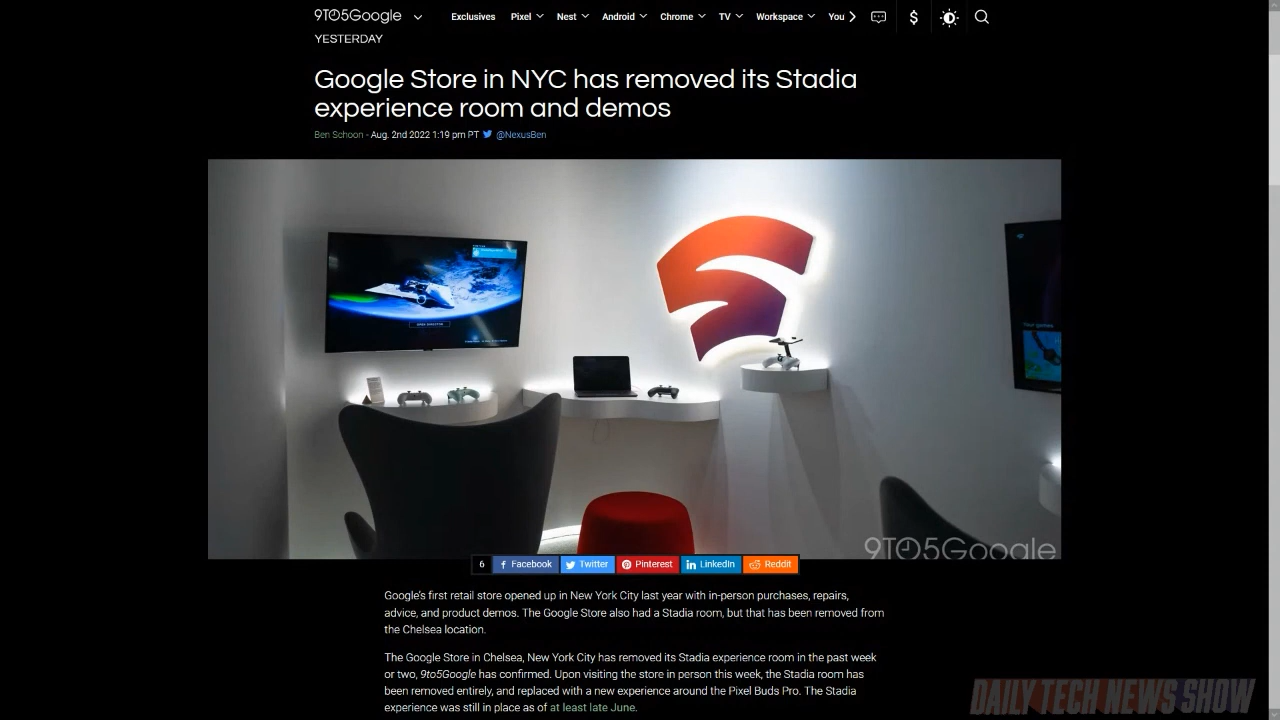 9TO5Google
Exclusives Pixel Nest Android Chrome TV Workspace You
YESTERDAY
Google Store in NYC has removed its Stadia
experience room and demos
Ben Schoon - Aug. 2nd 2022 1:19 pm PT @NexusBen
Your games
9TO5Google
6 Facebook Twitter Pinterest LinkedIn Reddit
Google's first retail store opened up in New York City last year with in-person purchases, repairs,
advice, and product demos. The Google Store also had a Stadia room, but that has been removed from
the Chelsea location.
The Google Store in Chelsea, New York City has removed its Stadia experience room in the past week
or two, 9to5Google has confirmed. Upon visiting the store in person this week, the Stadia room has
been removed entirely, and replaced with a new experience around the Pixel Buds Pro. The Stadia
experience was still in place as of at least late June.
DAILY TECH NEWS SHOW